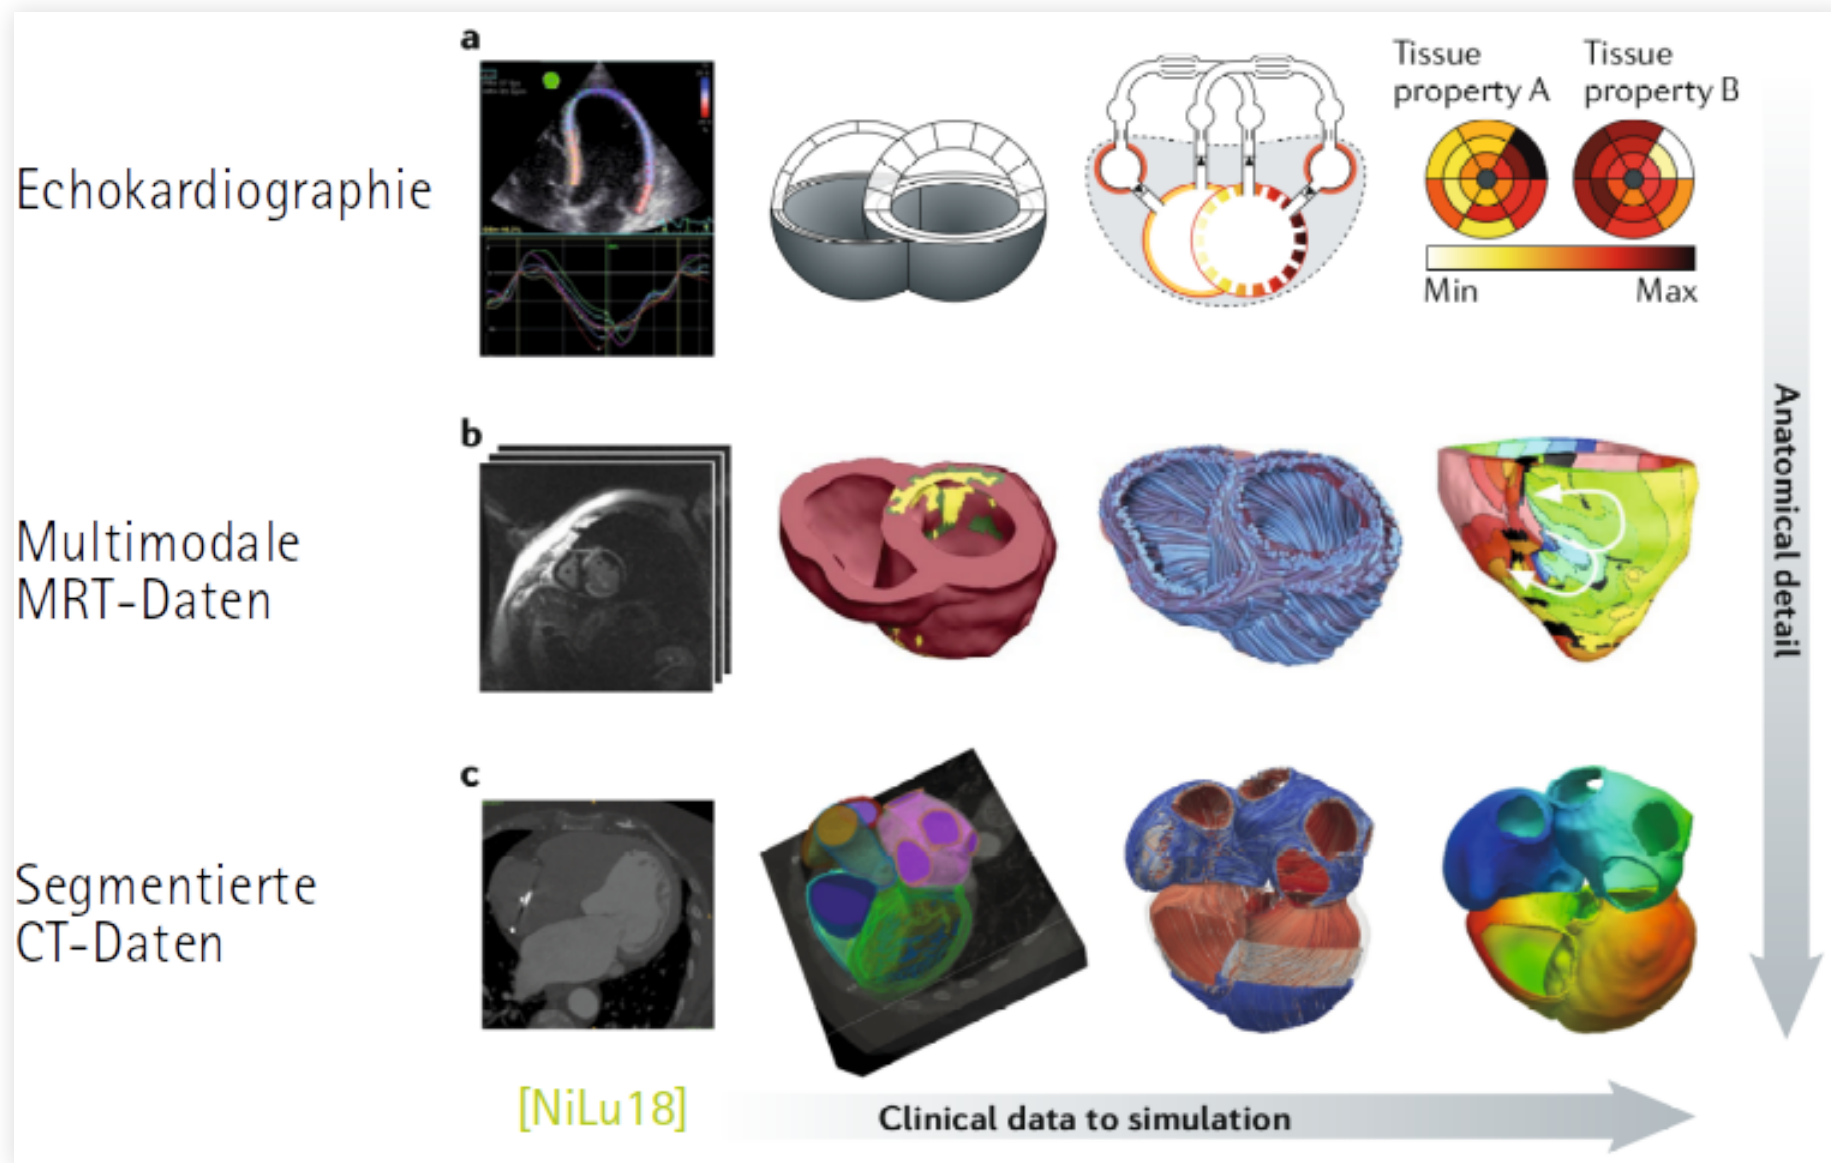 a
Tissue
property A
Tissue
property B
Echokardiographie
Min
Max
b
Multimodale
MRT-Daten
Anatomical detail
c
Segmentierte
CT-Daten
[NiLu18]
Clinical data to simulation